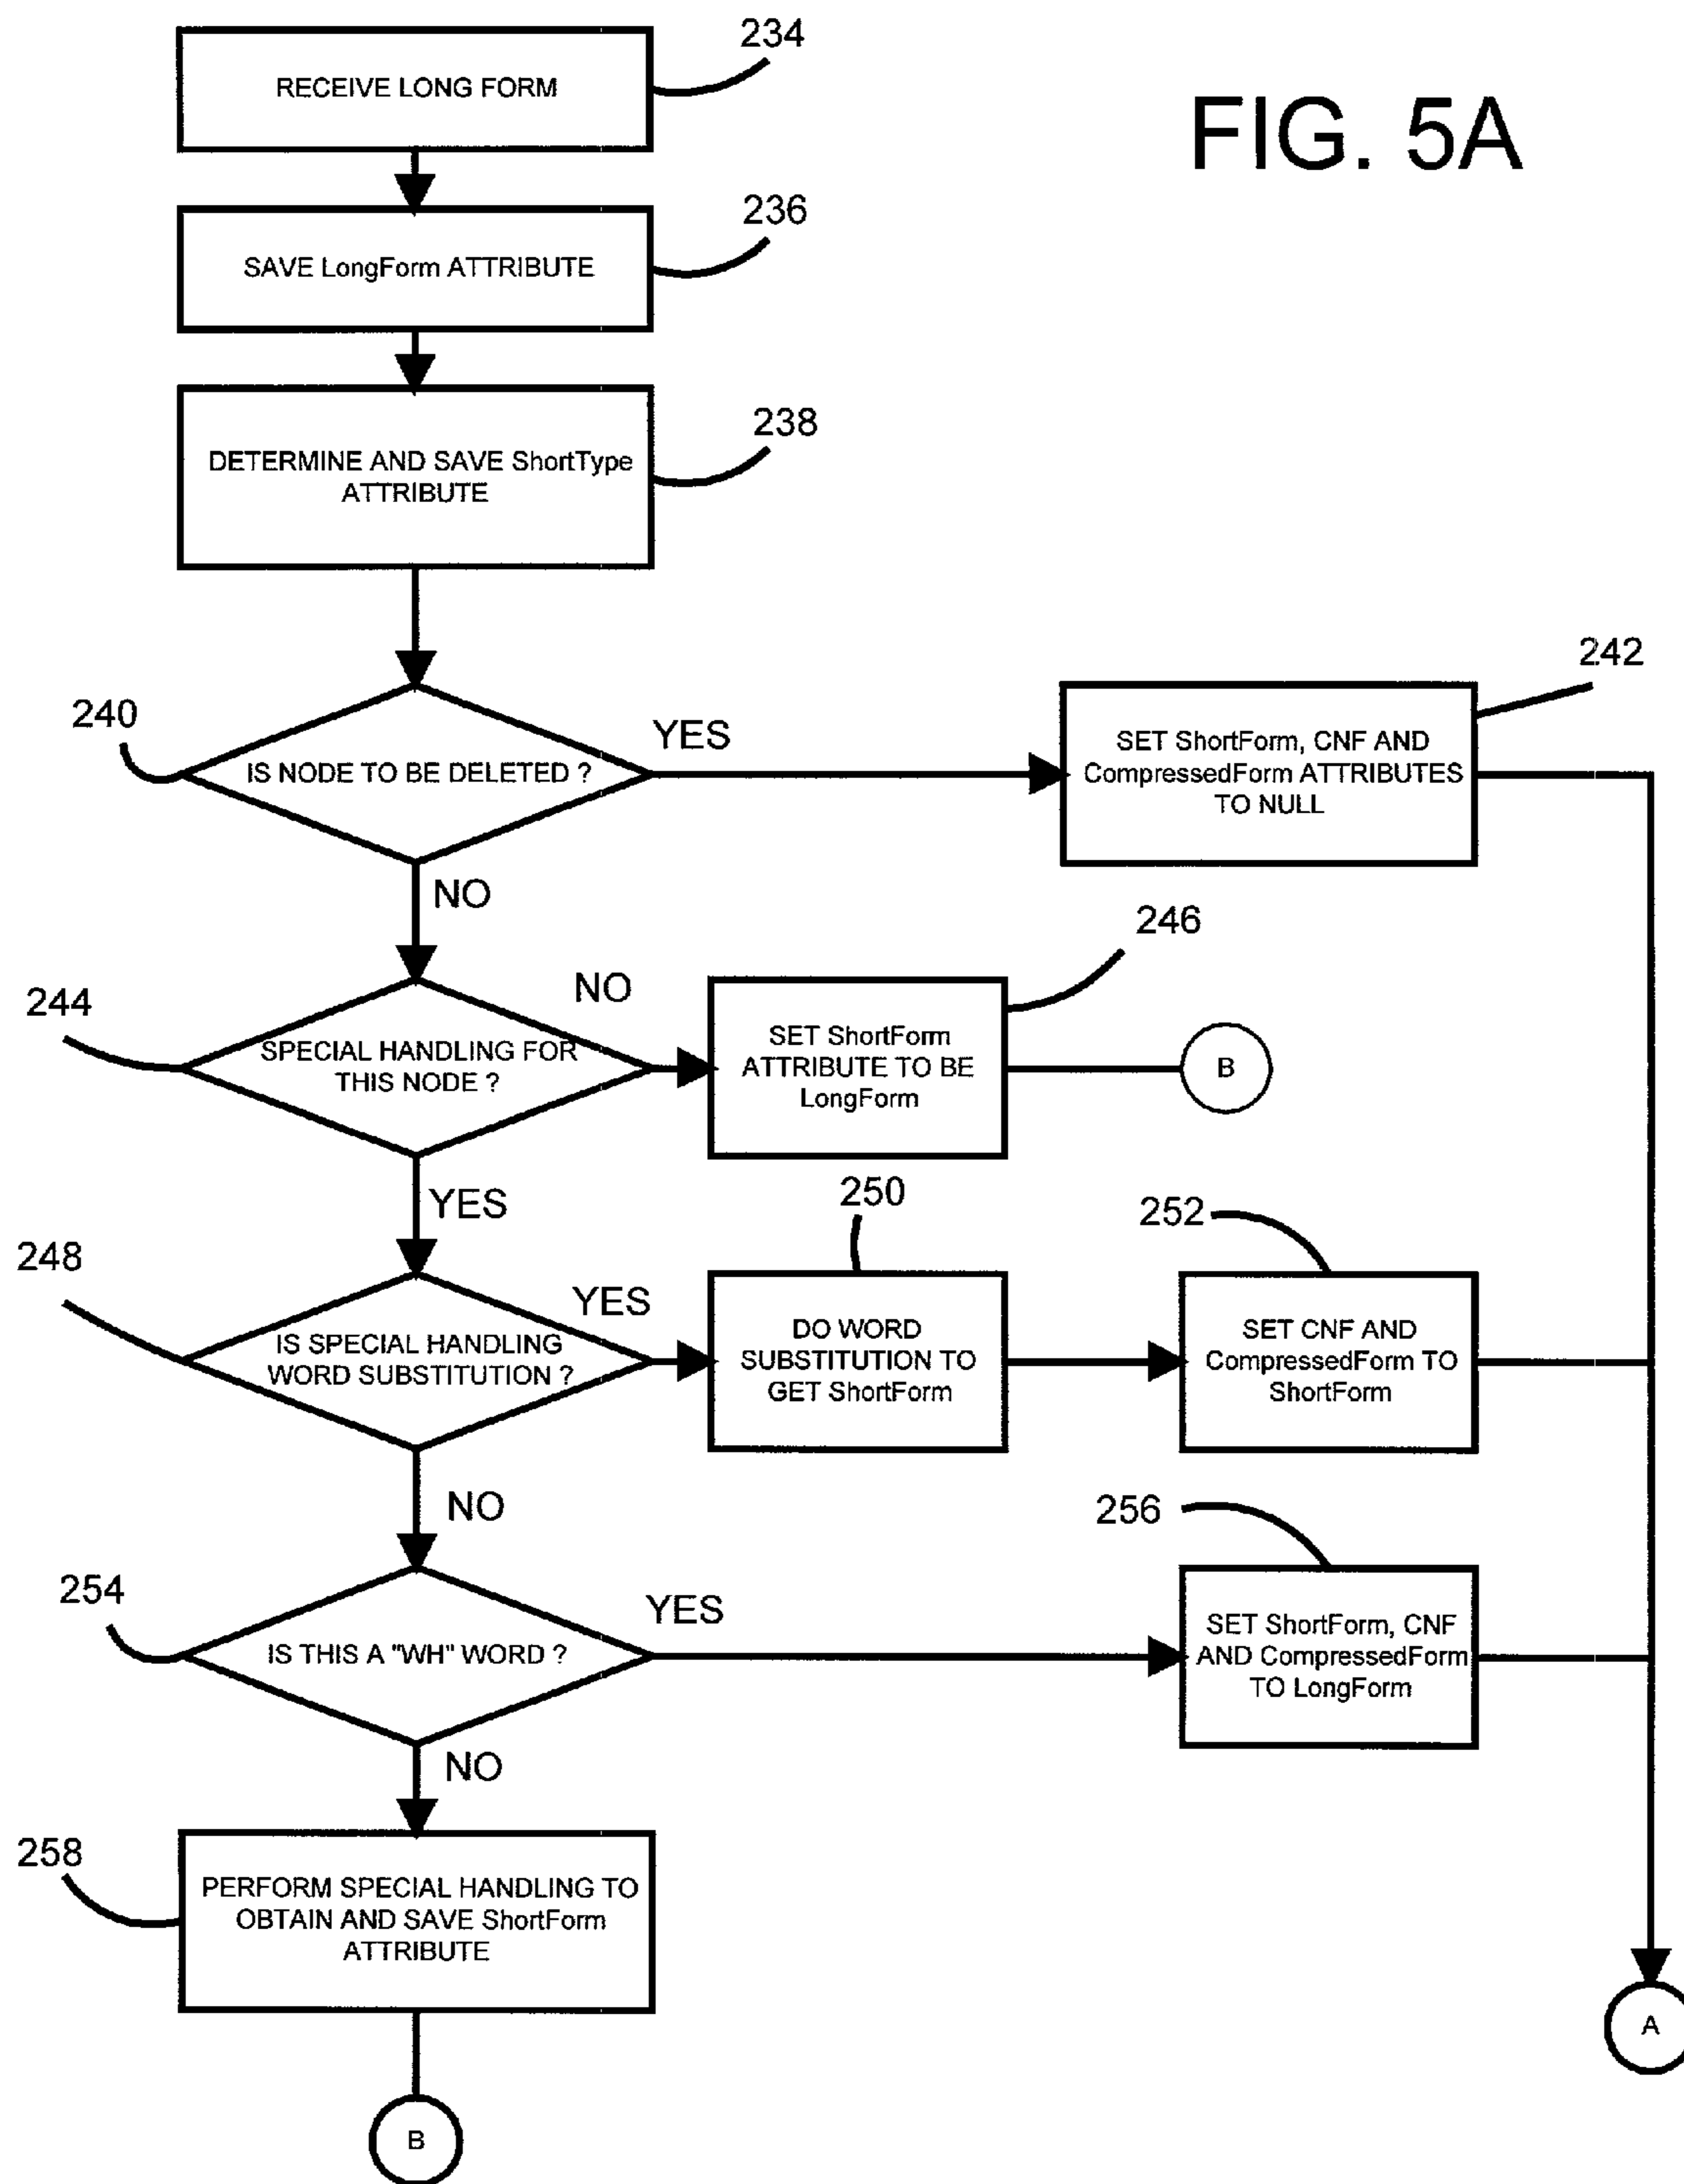 234
RECEIVE LONG FORM
FIG. 5A
236
SAVE LongForm ATTRIBUTE
238
DETERMINE AND SAVE ShortType
ATTRIBUTE
240
IS NODE TO BE DELETED ?
YES
242
SET ShortForm, CNF AND
CompressedForm ATTRIBUTES
TO NULL
NO
244
SPECIAL HANDLING FOR
THIS NODE ?
NO
246
SET ShortForm
ATTRIBUTE TO BE
LongForm
B
YES
248
IS SPECIAL HANDLING
WORD SUBSTITUTION ?
YES
250
DO WORD
SUBSTITUTION TO
GET ShortForm
252
SET CNF AND
CompressedForm TO
ShortForm
NO
254
IS THIS A "WH" WORD ?
YES
256
SET ShortForm, CNF
AND CompressedForm
TO LongForm
NO
258
PERFORM SPECIAL HANDLING TO
OBTAIN AND SAVE ShortForm
ATTRIBUTE
A
B